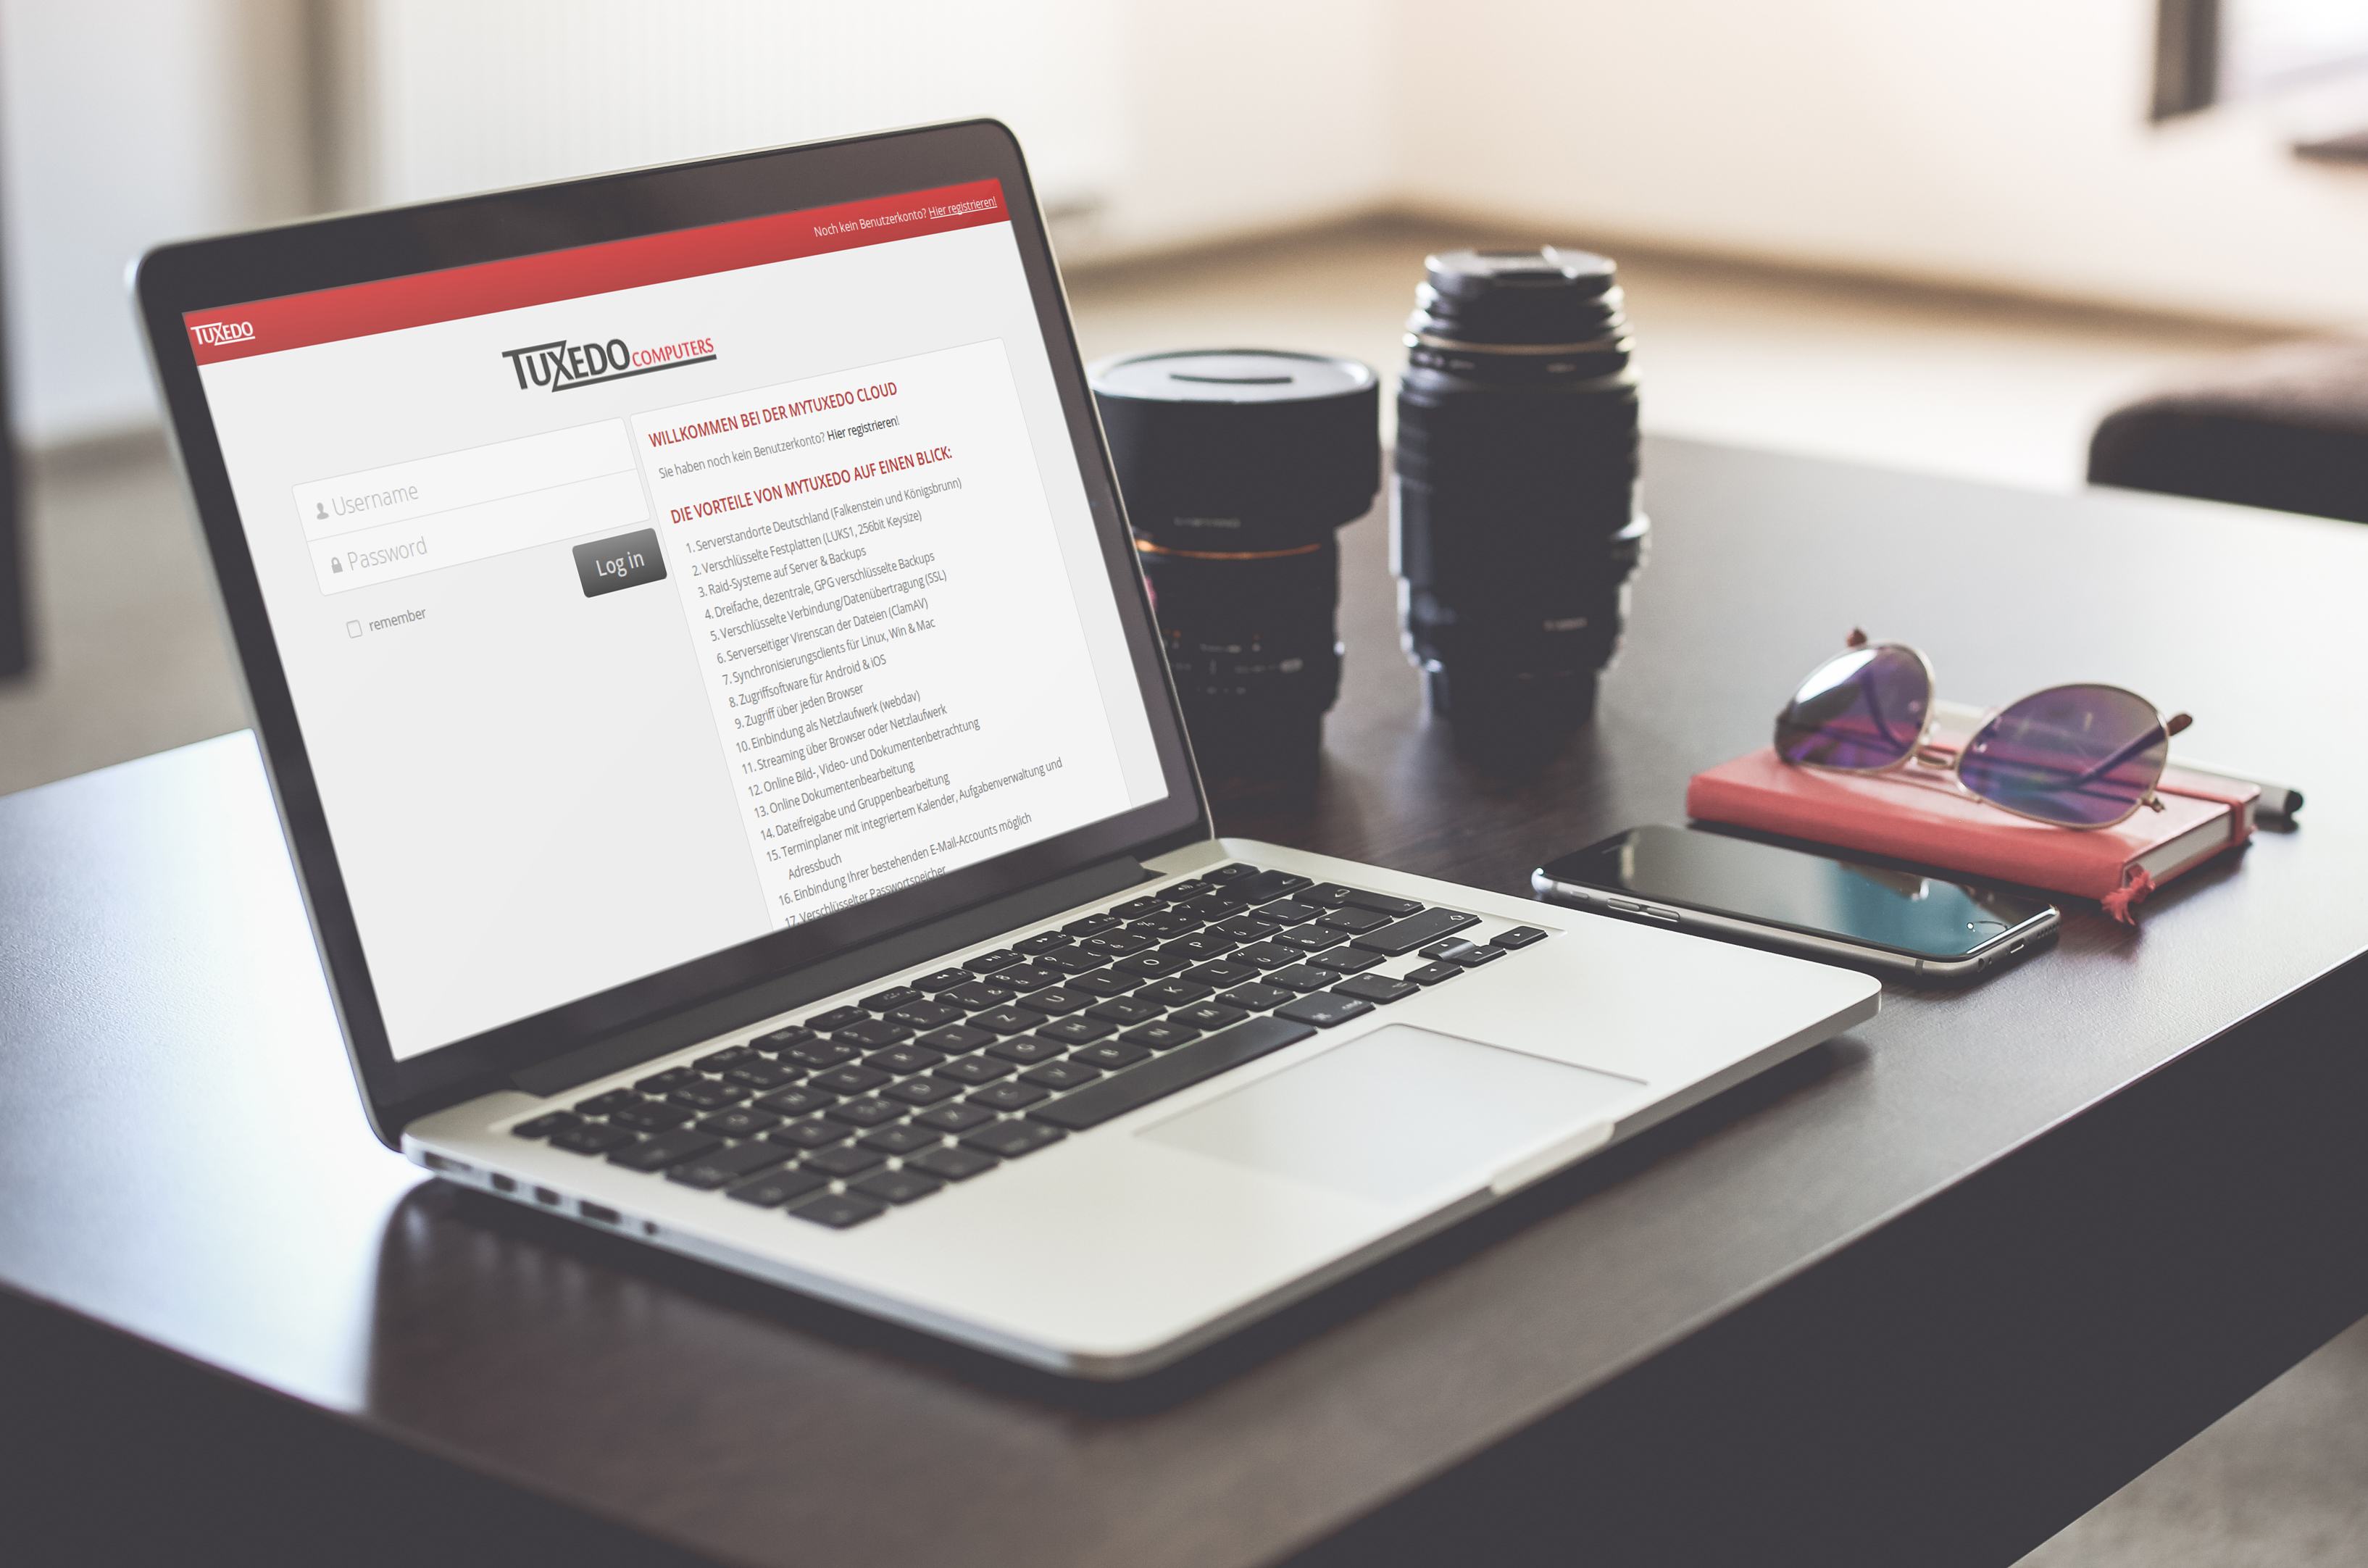 TUXEDO
Noch kein Benutzerkonto? Hier registrieren!
TUXEDO COMPUTERS
Username
Password
Log in
remember
WILLKOMMEN BEI DER MYTUXEDO CLOUD
Sie haben noch kein Benutzerkonto? Hier registrieren!
DIE VORTEILE VON MYTUXEDO AUF EINEN BLICK:
1. Serverstandorte Deutschland (Falkenstein und Königsbrunn)
2. Verschlüsselte Festplatten (LUKS1, 256bit Keysize)
3. Raid-Systeme auf Server & Backups
4. Dreifache, dezentrale, GPG verschlüsselte Backups
5. Verschlüsselte Verbindung/Datenübertragung (SSL)
6. Serverseitiger Virenscan der Dateien (ClamAV)
7. Synchronisierungsclients für Linux, Win & Mac
8. Zugriffsoftware für Android & iOS
9. Zugriff über jeden Browser
10. Einbindung als Netzlaufwerk (webdav)
11. Streaming über Browser oder Netzlaufwerk
12. Online Bild-, Video- und Dokumentenbetrachtung
13. Online Dokumentenbearbeitung
14. Dateifreigabe und Gruppenbearbeitung
15. Terminplaner mit integriertem Kalender, Aufgabenverwaltung und
Adressbuch
16. Einbindung Ihrer bestehenden E-Mail-Accounts möglich
17. Verschlüsselter Passwortspeicher